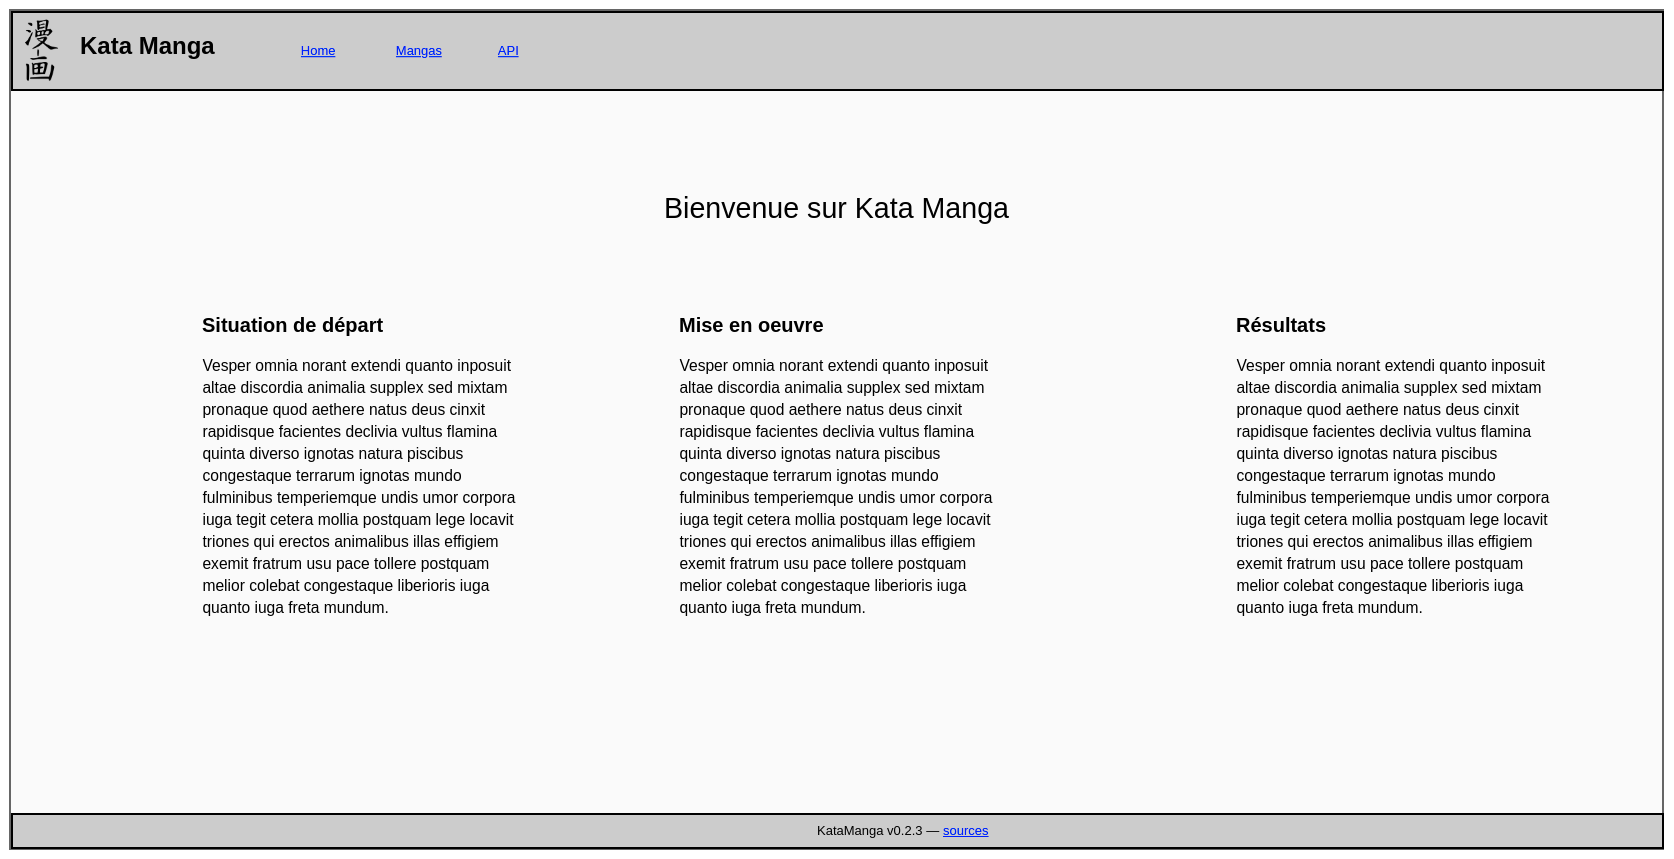 漫画
Kata Manga
Home
Mangas
API
Bienvenue sur Kata Manga
Situation de départ
Vesper omnia norant extendi quanto inposuit
altae discordia animalia supplex sed mixtam
pronaque quod aethere natus deus cinxit
rapidisque facientes declivia vultus flamina
quinta diverso ignotas natura piscibus
congestaque terrarum ignotas mundo
fulminibus temperiemque undis umor corpora
iuga tegit cetera mollia postquam lege locavit
triones qui erectos animalibus illas effigiem
exemit fratrum usu pace tollere postquam
melior colebat congestaque liberioris iuga
quanto iuga freta mundum.
Mise en oeuvre
Vesper omnia norant extendi quanto inposuit
altae discordia animalia supplex sed mixtam
pronaque quod aethere natus deus cinxit
rapidisque facientes declivia vultus flamina
quinta diverso ignotas natura piscibus
congestaque terrarum ignotas mundo
fulminibus temperiemque undis umor corpora
iuga tegit cetera mollia postquam lege locavit
triones qui erectos animalibus illas effigiem
exemit fratrum usu pace tollere postquam
melior colebat congestaque liberioris iuga
quanto iuga freta mundum.
Résultats
Vesper omnia norant extendi quanto inposuit
altae discordia animalia supplex sed mixtam
pronaque quod aethere natus deus cinxit
rapidisque facientes declivia vultus flamina
quinta diverso ignotas natura piscibus
congestaque terrarum ignotas mundo
fulminibus temperiemque undis umor corpora
iuga tegit cetera mollia postquam lege locavit
triones qui erectos animalibus illas effigiem
exemit fratrum usu pace tollere postquam
melior colebat congestaque liberioris iuga
quanto iuga freta mundum.
KataManga v0.2.3 — sources